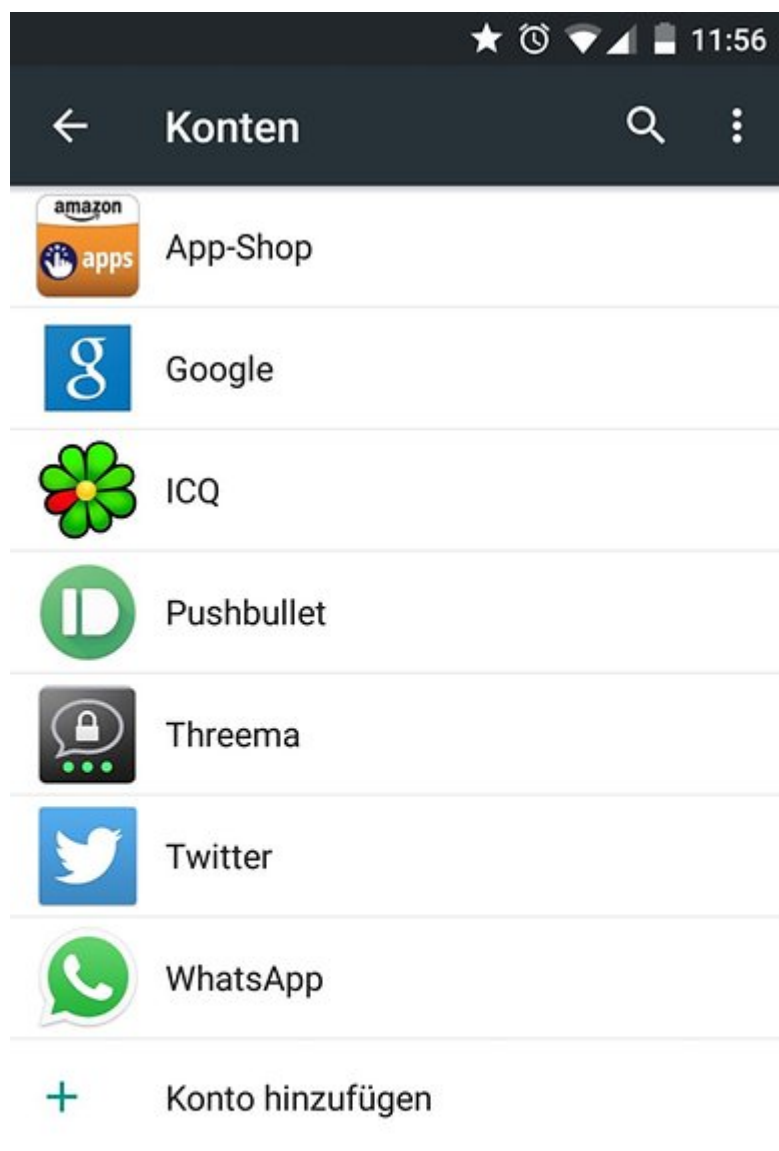 11:56
Konten
amazon
apps
App-Shop
g
Google
ICQ
Pushbullet
Threema
Twitter
WhatsApp
+ Konto hinzufügen